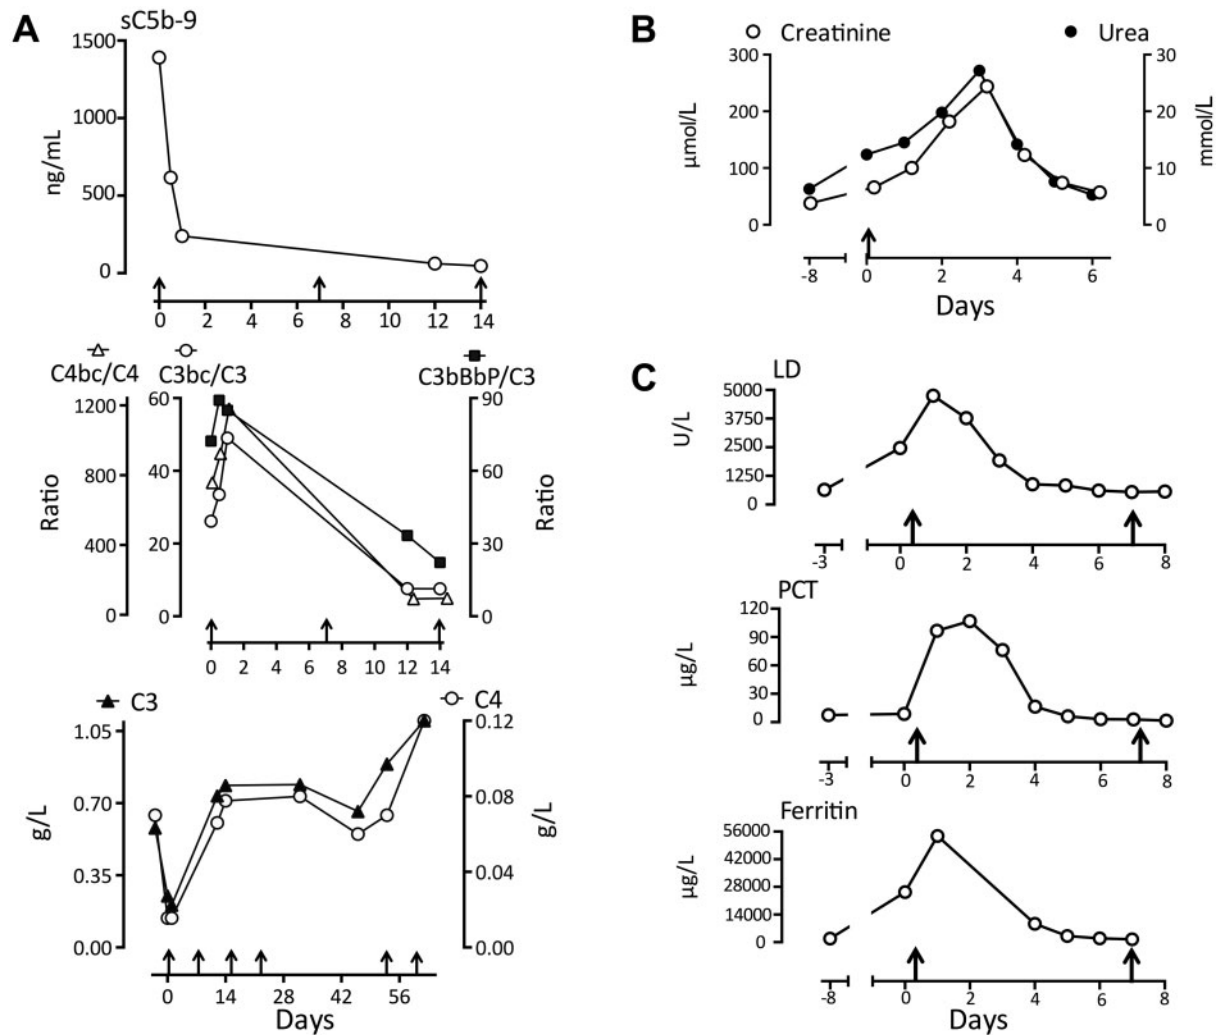 A
sC5b-9
1500
1000
500
0
ng/mL
0 2 4 6 8 10 12 14
C4bc/C4 C3bc/C3 C3bBbP/C3
1200
800
400
0
Ratio
60
40
20
0
90
60
30
0
Ratio
0 2 4 6 8 10 12 14
C3 C4
1.05
0.70
0.35
0.00
g/L
0.12
0.08
0.04
0.00
g/L
0 14 28 42 56
Days
B
Creatinine Urea
300
200
100
0
μmol/L
30
20
10
0
mmol/L
-8 0 2 4 6
Days
C
LD
5000
3750
2500
1250
0
U/L
-3 0 2 4 6 8
Days
PCT
120
90
60
30
0
μg/L
-3 0 2 4 6 8
Ferritin
56000
42000
28000
14000
0
μg/L
-8 0 2 4 6 8
Days